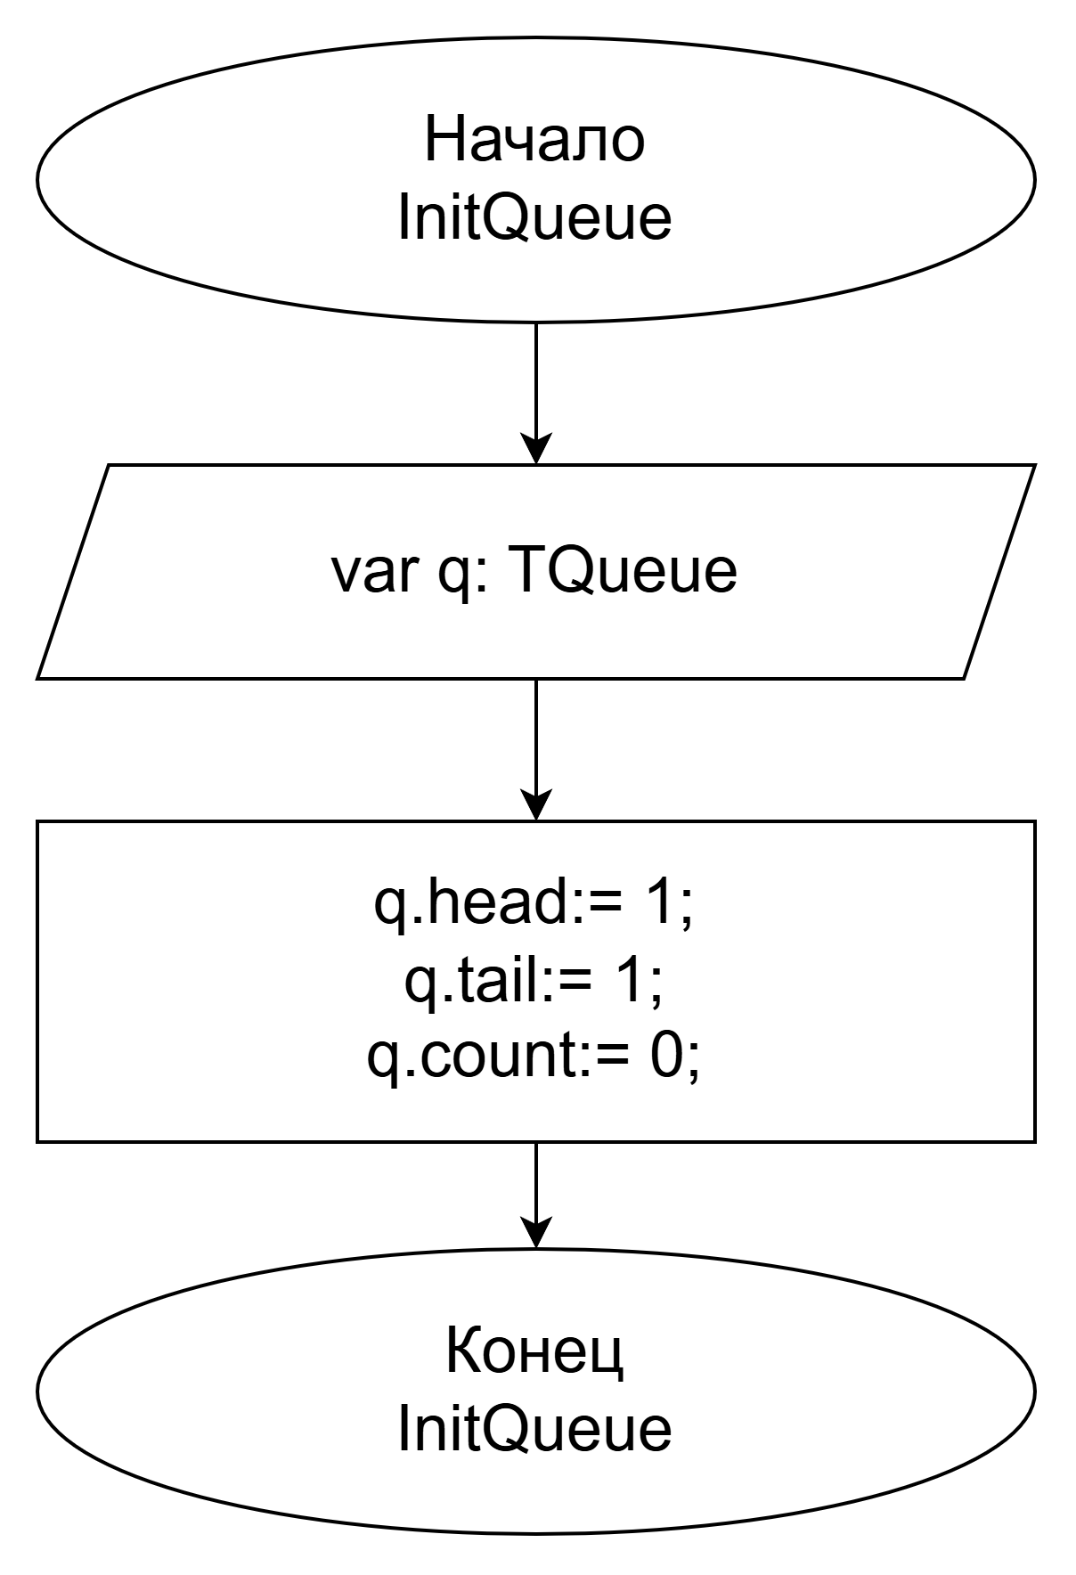 Начало
InitQueue
var q: TQueue
q.head:= 1;
q.tail:= 1;
q.count:= 0;
Конец
InitQueue